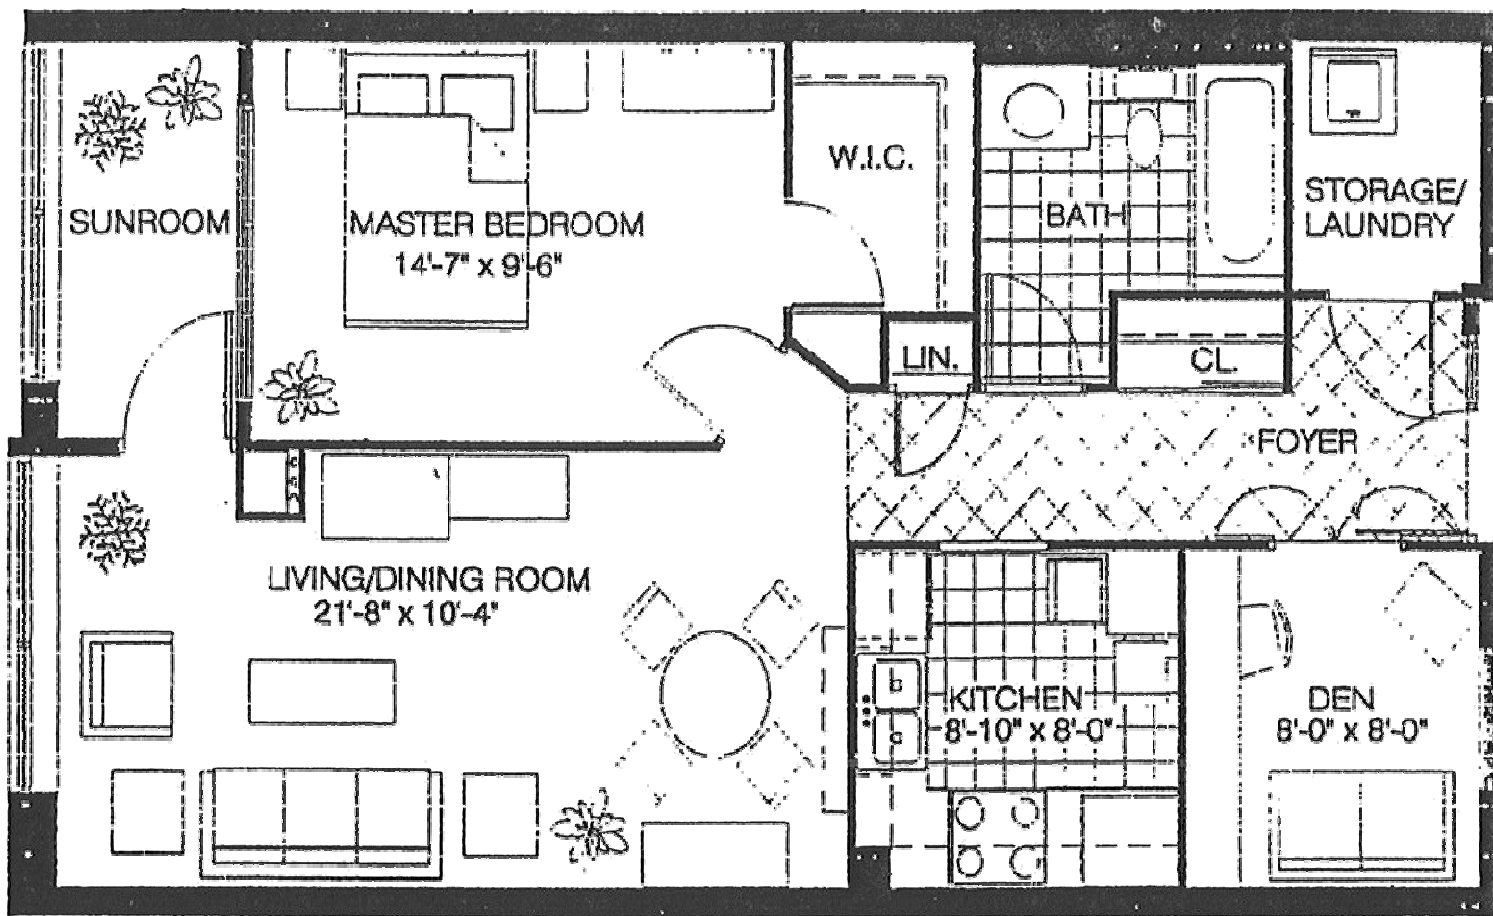 SUNROOM
MASTER BEDROOM
14'-7" x 9'-6"
W.I.C.
BATH
STORAGE/
LAUNDRY
LIN.
CL.
FOYER
LIVING/DINING ROOM
21'-8" x 10'-4"
KITCHEN
8'-10" x 8'-0"
DEN
8'-0" x 8'-0"